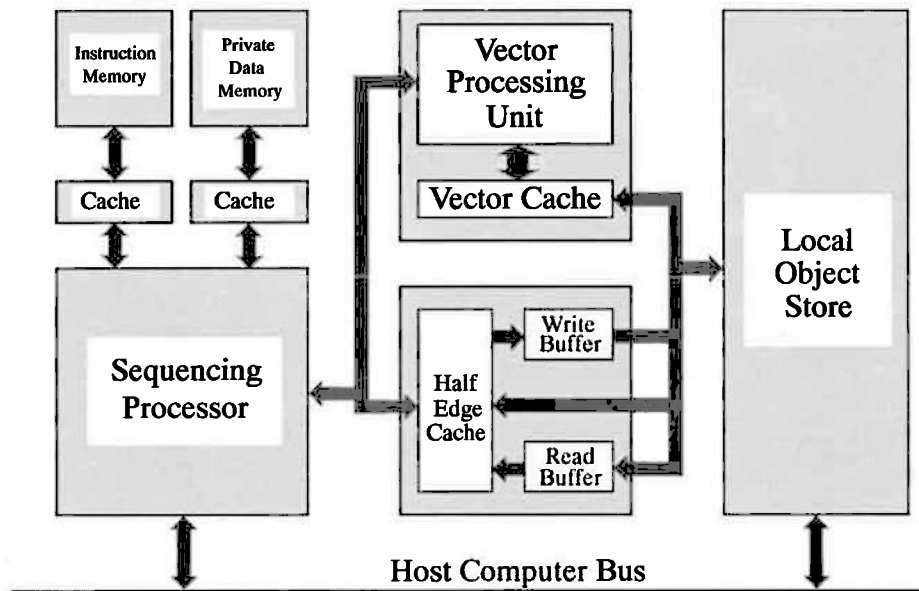 Instruction
Memory
Private
Data
Memory
Vector
Processing
Unit
Cache
Cache
Vector Cache
Local
Object
Store
Sequencing
Processor
Write
Buffer
Half
Edge
Cache
Read
Buffer
Host Computer Bus